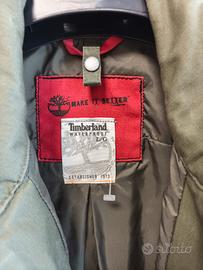 MAKE IT BETTER
Timberland
WATERPROOF
L/G
ESTABLISHED 1973
subito